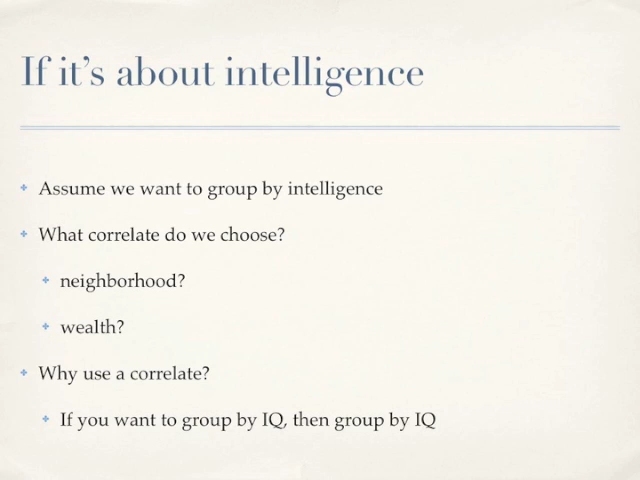 If it's about intelligence
Assume we want to group by intelligence
What correlate do we choose?
neighborhood?
wealth?
Why use a correlate?
If you want to group by IQ, then group by IQ